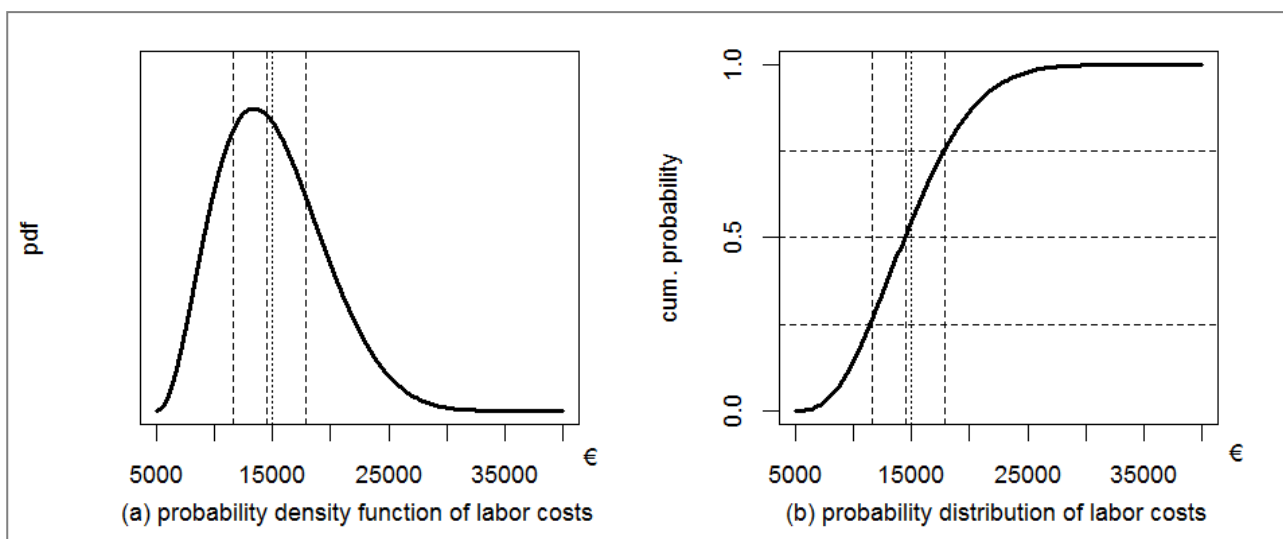 pdf
5000 15000 25000 35000
€
(a) probability density function of labor costs
cum. probability
1.0
0.5
0.0
5000 15000 25000 35000
€
(b) probability distribution of labor costs